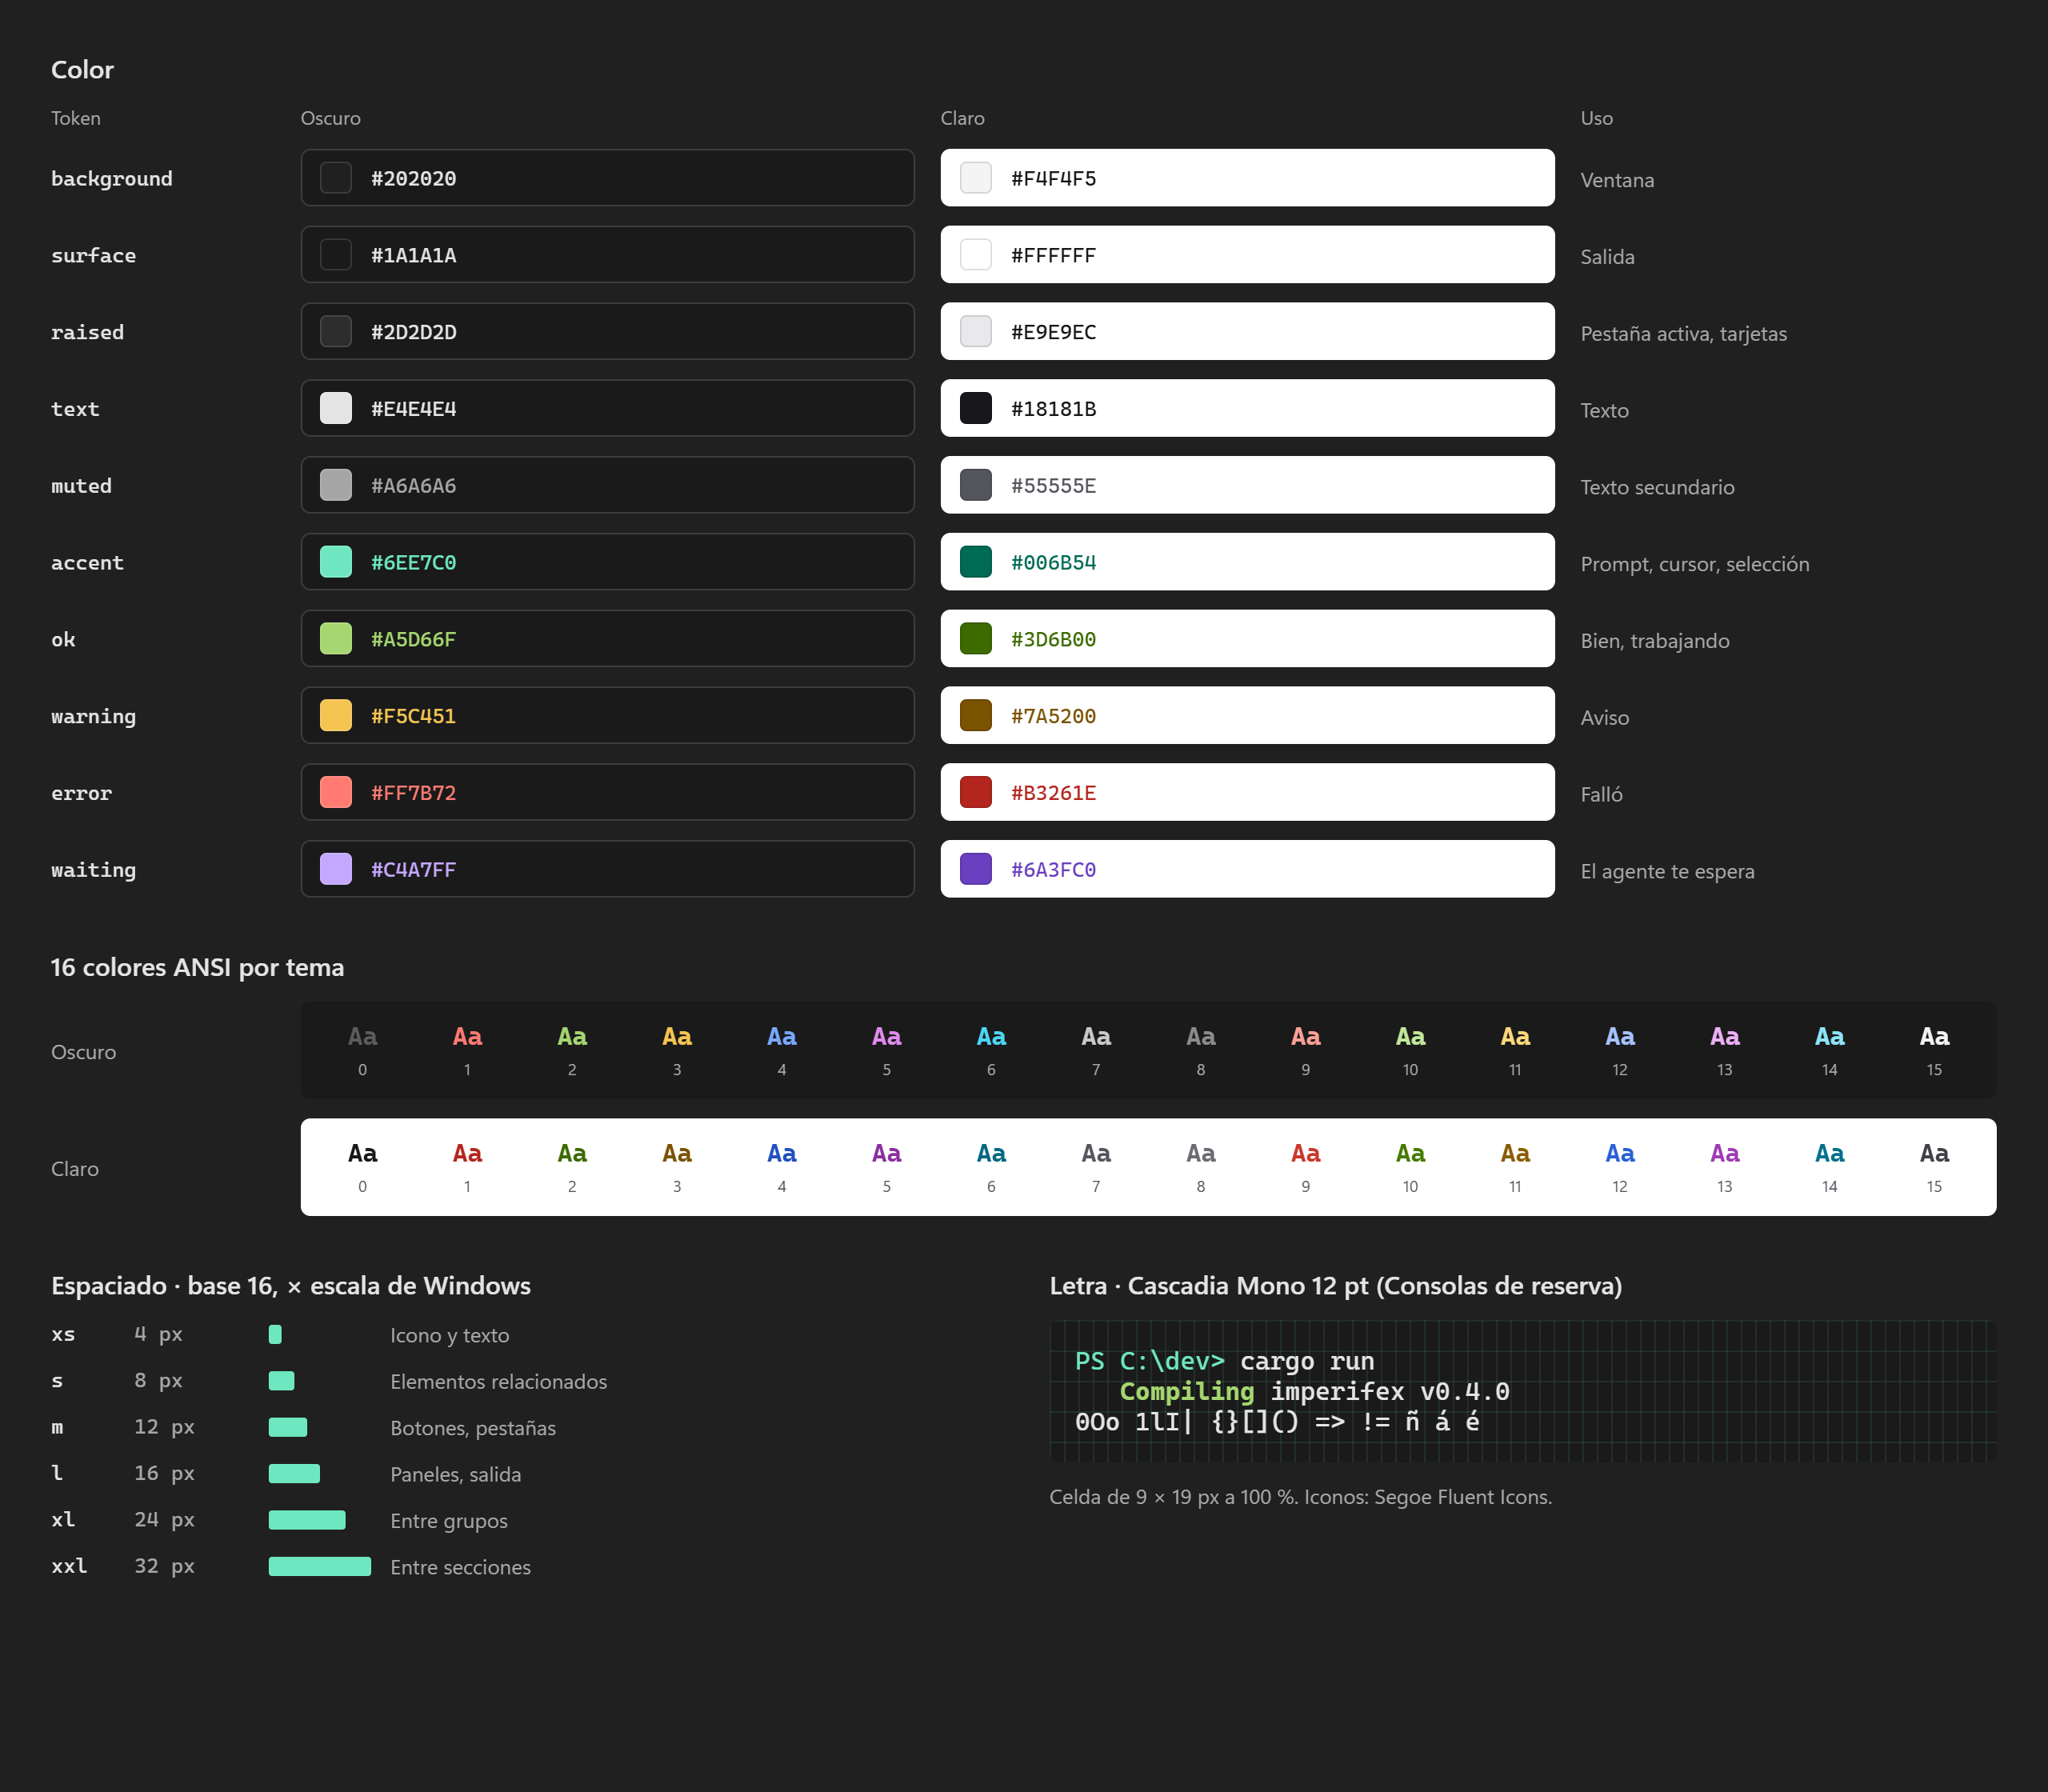 Color
Token Oscuro Claro Uso
background #202020 #F4F4F5 Ventana
surface #1A1A1A #FFFFFF Salida
raised #2D2D2D #E9E9EC Pestaña activa, tarjetas
text #E4E4E4 #18181B Texto
muted #A6A6A6 #55555E Texto secundario
accent #6EE7C0 #006B54 Prompt, cursor, selección
ok #A5D66F #3D6B00 Bien, trabajando
warning #F5C451 #7A5200 Aviso
error #FF7B72 #B3261E Falló
waiting #C4A7FF #6A3FC0 El agente te espera
16 colores ANSI por tema
Oscuro
Aa Aa Aa Aa Aa Aa Aa Aa Aa Aa Aa Aa Aa Aa Aa Aa
0 1 2 3 4 5 6 7 8 9 10 11 12 13 14 15
Claro
Aa Aa Aa Aa Aa Aa Aa Aa Aa Aa Aa Aa Aa Aa Aa Aa
0 1 2 3 4 5 6 7 8 9 10 11 12 13 14 15
Espaciado · base 16, × escala de Windows
xs 4 px Icono y texto
s 8 px Elementos relacionados
m 12 px Botones, pestañas
l 16 px Paneles, salida
xl 24 px Entre grupos
xxl 32 px Entre secciones
Letra · Cascadia Mono 12 pt (Consolas de reserva)
PS C:\dev> cargo run
Compiling imperifex v0.4.0
0Oo 1lI| {}[]() => != ñ á é
Celda de 9 × 19 px a 100 %. Iconos: Segoe Fluent Icons.